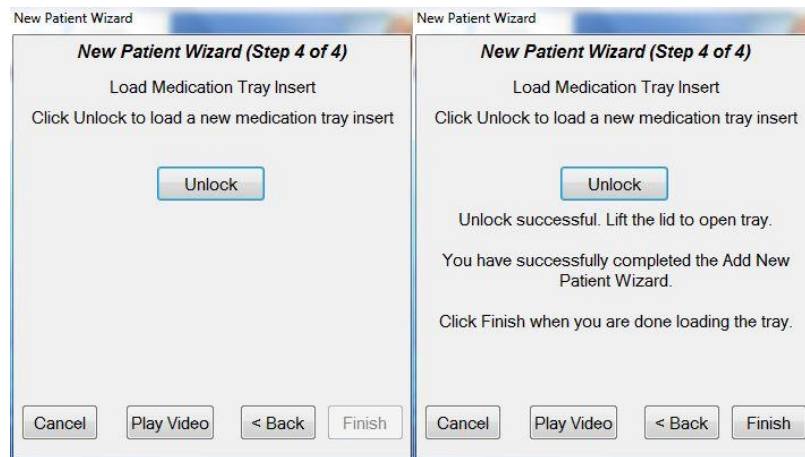 New Patient Wizard
New Patient Wizard (Step 4 of 4)
Load Medication Tray Insert
Click Unlock to load a new medication tray insert
Unlock
Cancel
Play Video
< Back
Finish
New Patient Wizard
New Patient Wizard (Step 4 of 4)
Load Medication Tray Insert
Click Unlock to load a new medication tray insert
Unlock
Unlock successful. Lift the lid to open tray.
You have successfully completed the Add New
Patient Wizard.
Click Finish when you are done loading the tray.
Cancel
Play Video
< Back
Finish